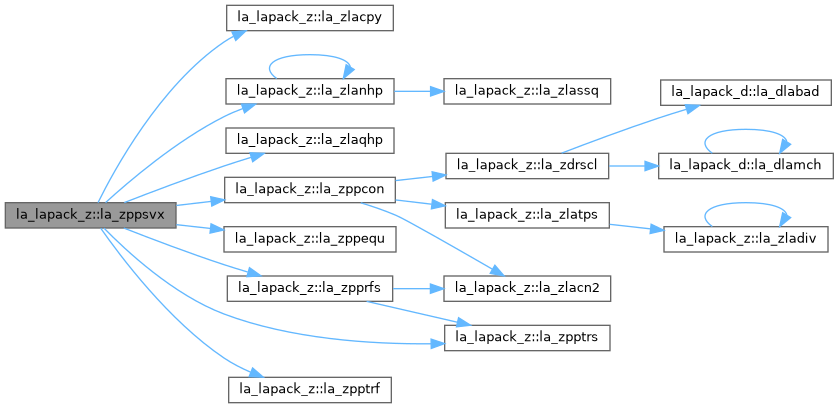 la_lapack_z::la_zppsvx
la_lapack_z::la_zlacpy
la_lapack_z::la_zlanhp
la_lapack_z::la_zlaqhp
la_lapack_z::la_zppcon
la_lapack_z::la_zppequ
la_lapack_z::la_zpprfs
la_lapack_z::la_zpptrf
la_lapack_z::la_zlassq
la_lapack_z::la_zdrscl
la_lapack_z::la_zlatps
la_lapack_z::la_zlacn2
la_lapack_z::la_zpptrs
la_lapack_d::la_dlabad
la_lapack_d::la_dlamch
la_lapack_z::la_zladiv